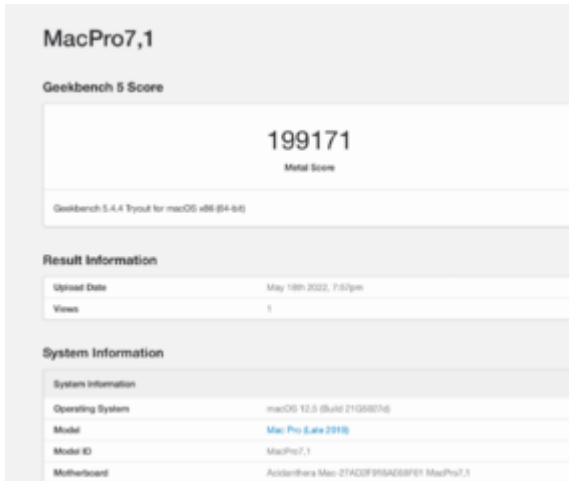 MacPro7,1
Geekbench 5 Score
199171
Metal Score
Geekbench 5.4.4 Tryout for macOS x86 (64-bit)
Result Information
Upload Date May 18th 2022, 7:57pm
Views 1
System Information
System Information
Operating System macOS 12.5 (Build
Model Mac Pro (Late 2019)
Model ID MacPro7,1
Motherboard Acidanthera MacPro7,1